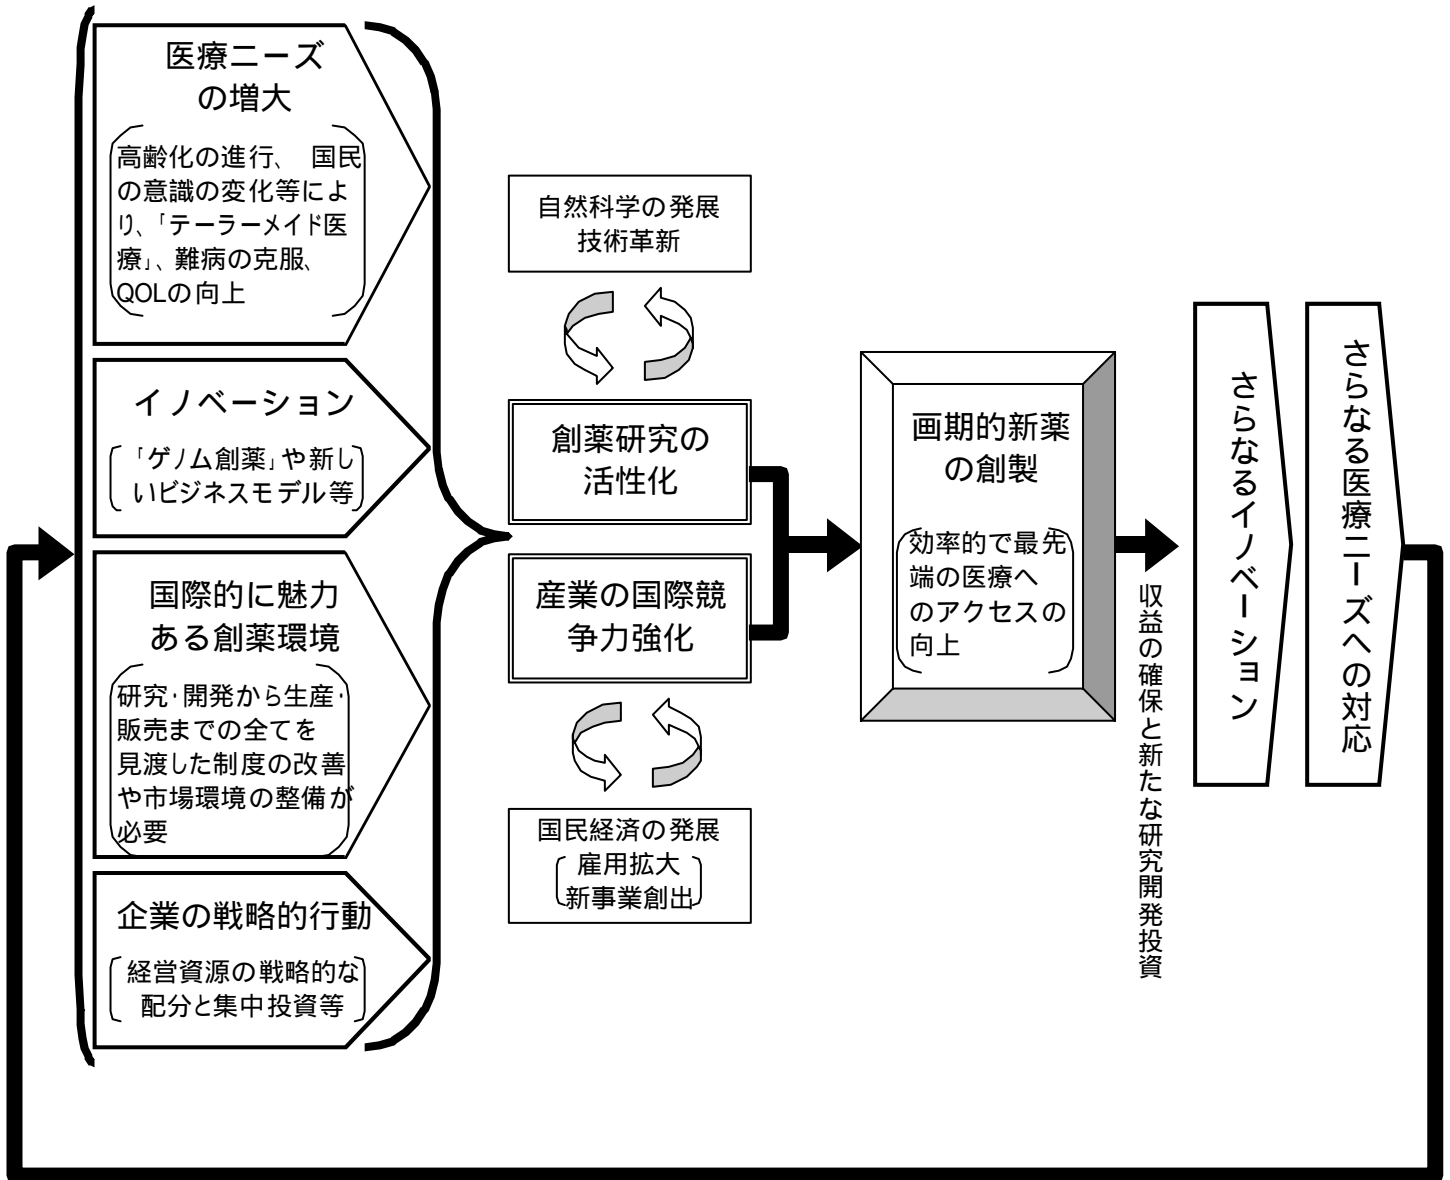 医療ニーズ
の増大
高齢化の進行、 国民
の意識の変化等によ
り、「テーラーメイド医
療」、難病の克服、
QOLの向上
イノベーション
「ゲノム創薬」や新し
いビジネスモデル等
国際的に魅力
ある創薬環境
研究・開発から生産・
販売までの全てを
見渡した制度の改善
や市場環境の整備が
必要
企業の戦略的行動
経営資源の戦略的な
配分と集中投資等
自然科学の発展
技術革新
創薬研究の
活性化
産業の国際競
争力強化
国民経済の発展
雇用拡大
新事業創出
画期的新薬
の創製
効率的で最先
端の医療へ
のアクセスの
向上
収益の確保と新たな研究開発投資
さらなるイノベーション
さらなる医療ニーズへの対応